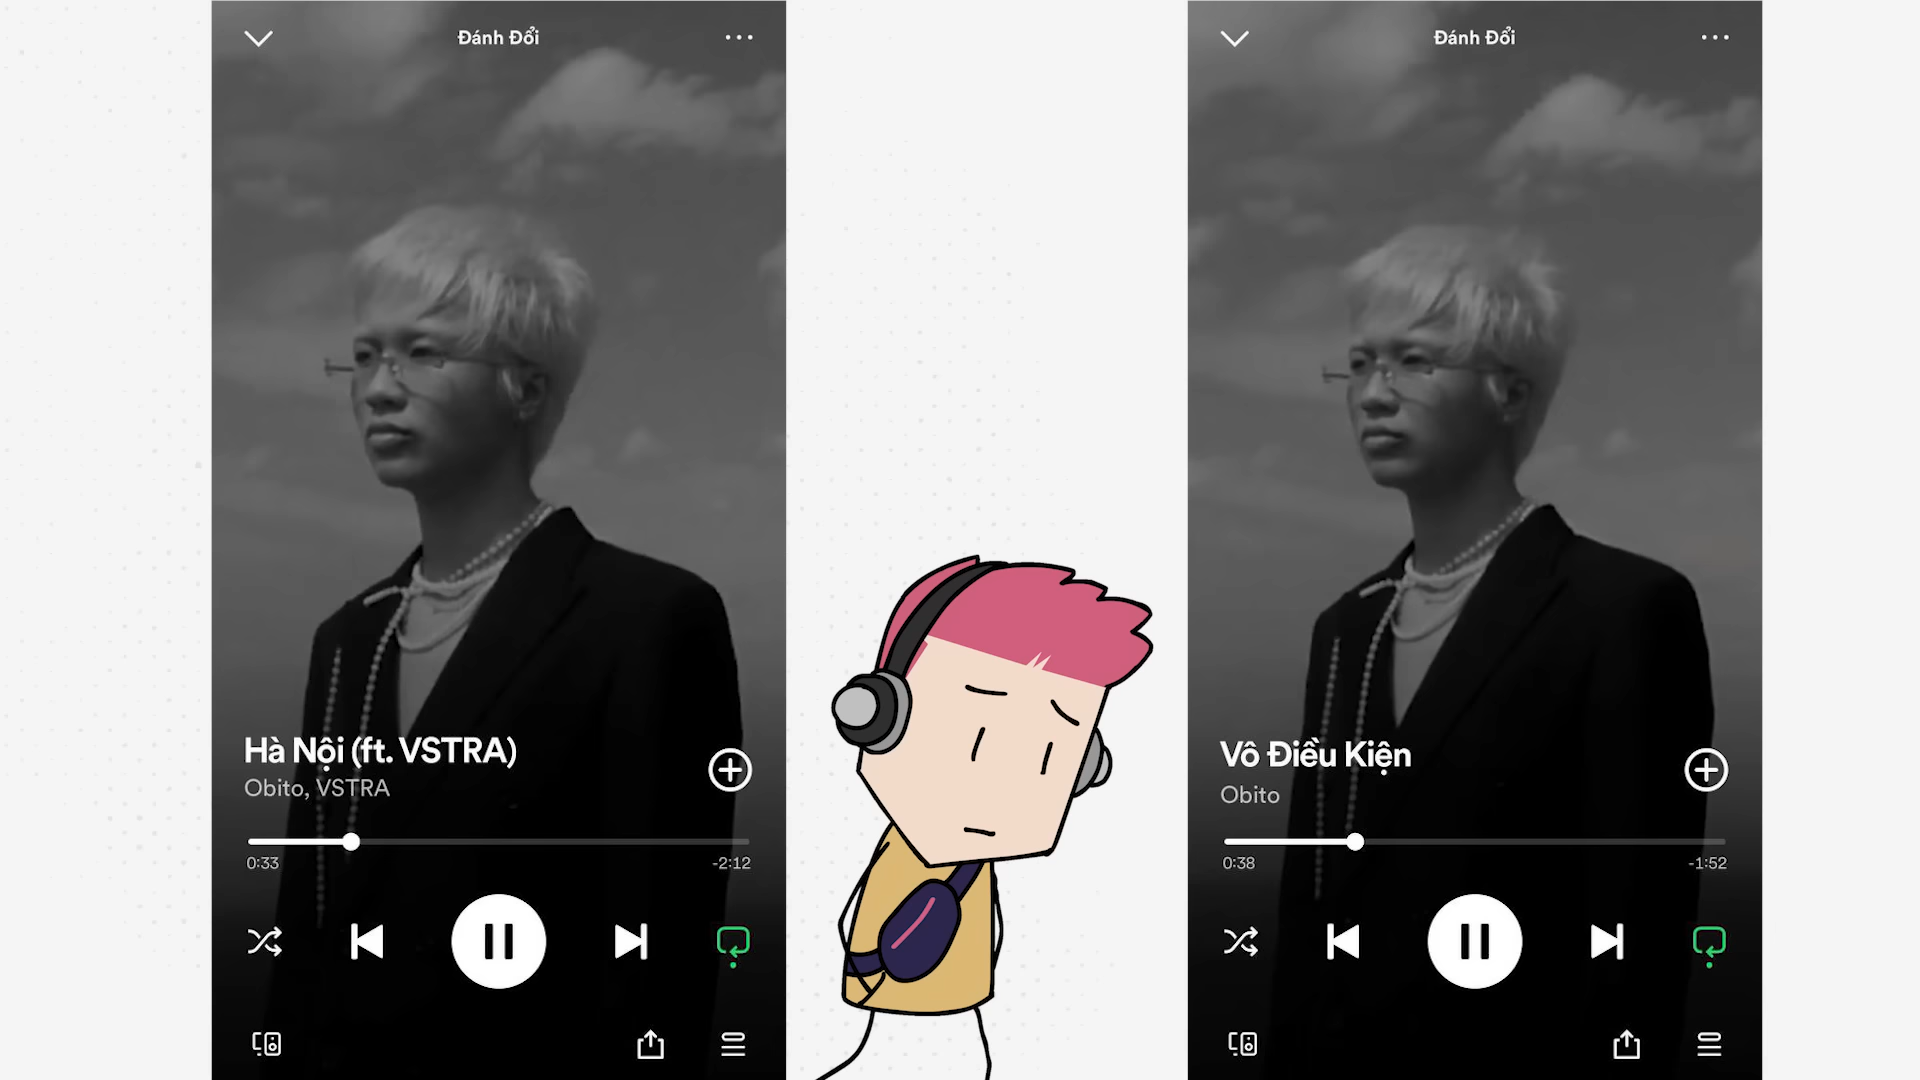 Đánh Đổi
Hà Nội (ft. VSTRA)
Obito, VSTRA
0:33
-2:12
Đánh Đổi
Vô Điều Kiện
Obito
0:38
-1:52